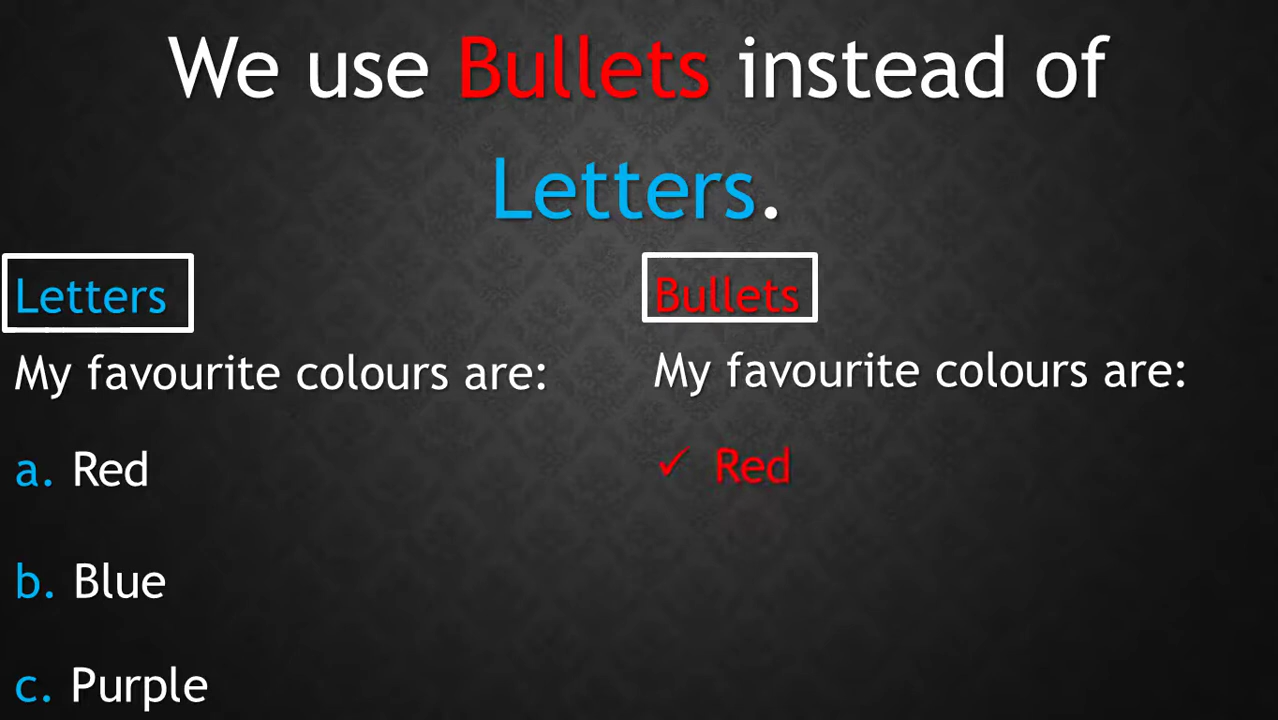 We use Bullets instead of
Letters.
Letters
My favourite colours are:
a. Red
b. Blue
c. Purple
Bullets
My favourite colours are:
✓ Red